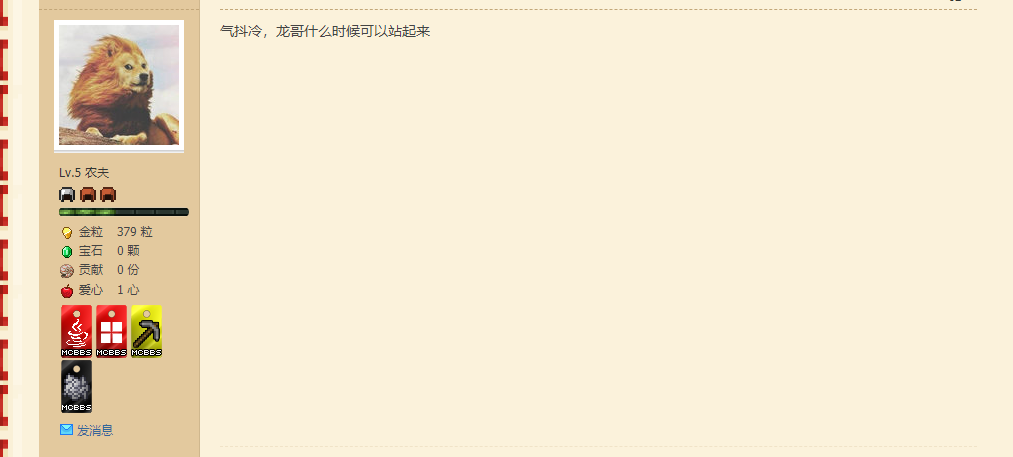 气抖冷，龙哥什么时候可以站起来
Lv.5 农夫
金粒 379 粒
宝石 0 颗
贡献 0 份
爱心 1 心
MCBBS MCBBS MCBBS
MCBBS
发消息